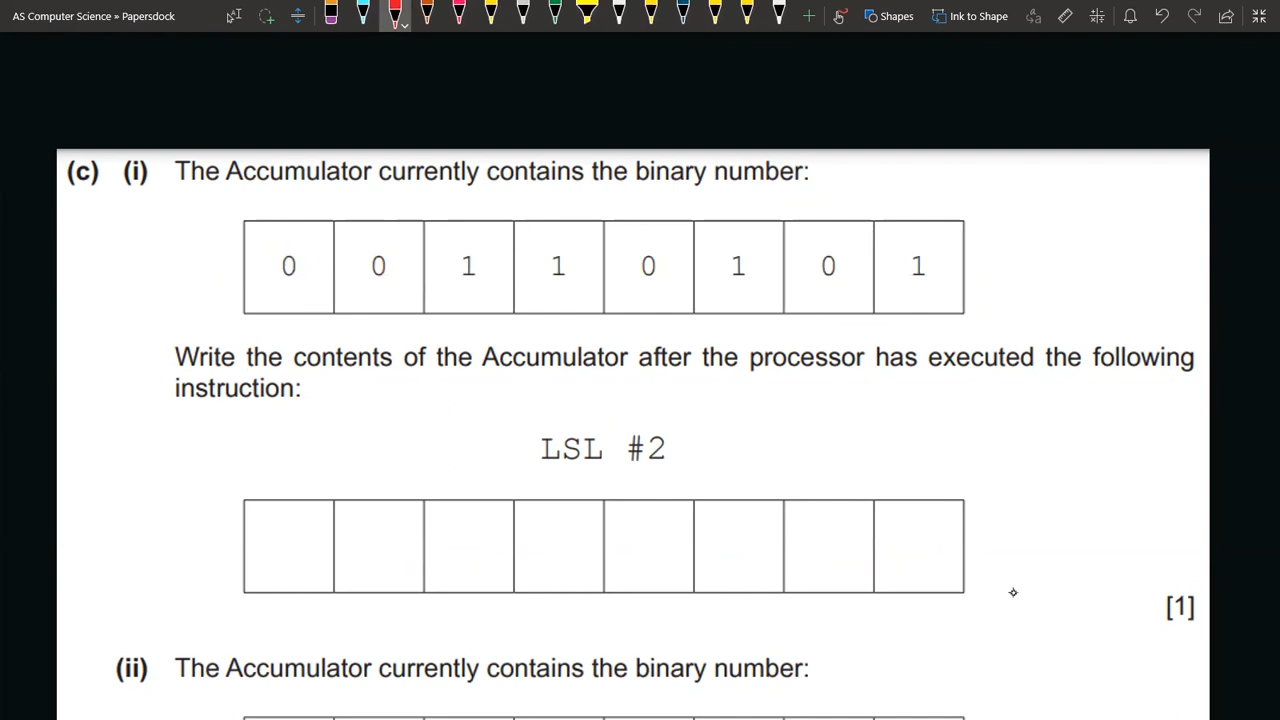 AS Computer Science » Papersdock
Shapes
Ink to Shape
(c) (i) The Accumulator currently contains the binary number:
0 0 1 1 0 1 0 1
Write the contents of the Accumulator after the processor has executed the following
instruction:
LSL #2
[1]
(ii) The Accumulator currently contains the binary number: